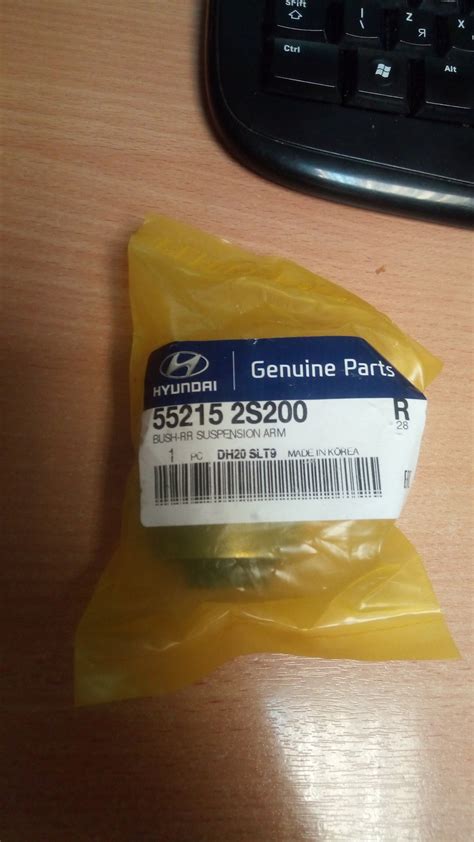 Shift
Z
Я
X
Ctrl
Alt
HYUNDAI
Genuine Parts
55215 2S200 R
BUSH-RR SUSPENSION ARM 28
1 PC DH20 SLT9 MADE IN KOREA